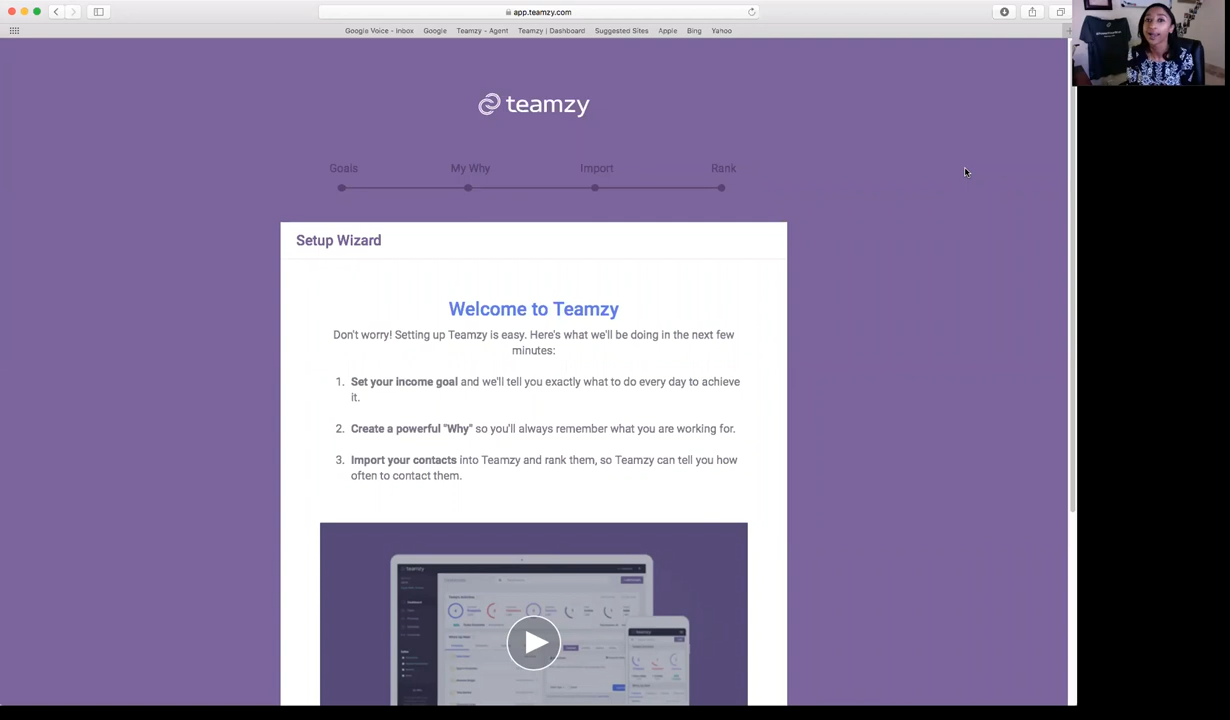 app.teamzy.com
Google Voice - Inbox Google Teamzy - Agent Teamzy | Dashboard Suggested Sites Apple Bing Yahoo
teamzy
Goals My Why Import Rank
Setup Wizard
Welcome to Teamzy
Don't worry! Setting up Teamzy is easy. Here's what we'll be doing in the next few
minutes:
1. Set your income goal and we'll tell you exactly what to do every day to achieve
it.
2. Create a powerful "Why" so you'll always remember what you are working for.
3. Import your contacts into Teamzy and rank them, so Teamzy can tell you how
often to contact them.
teamzy